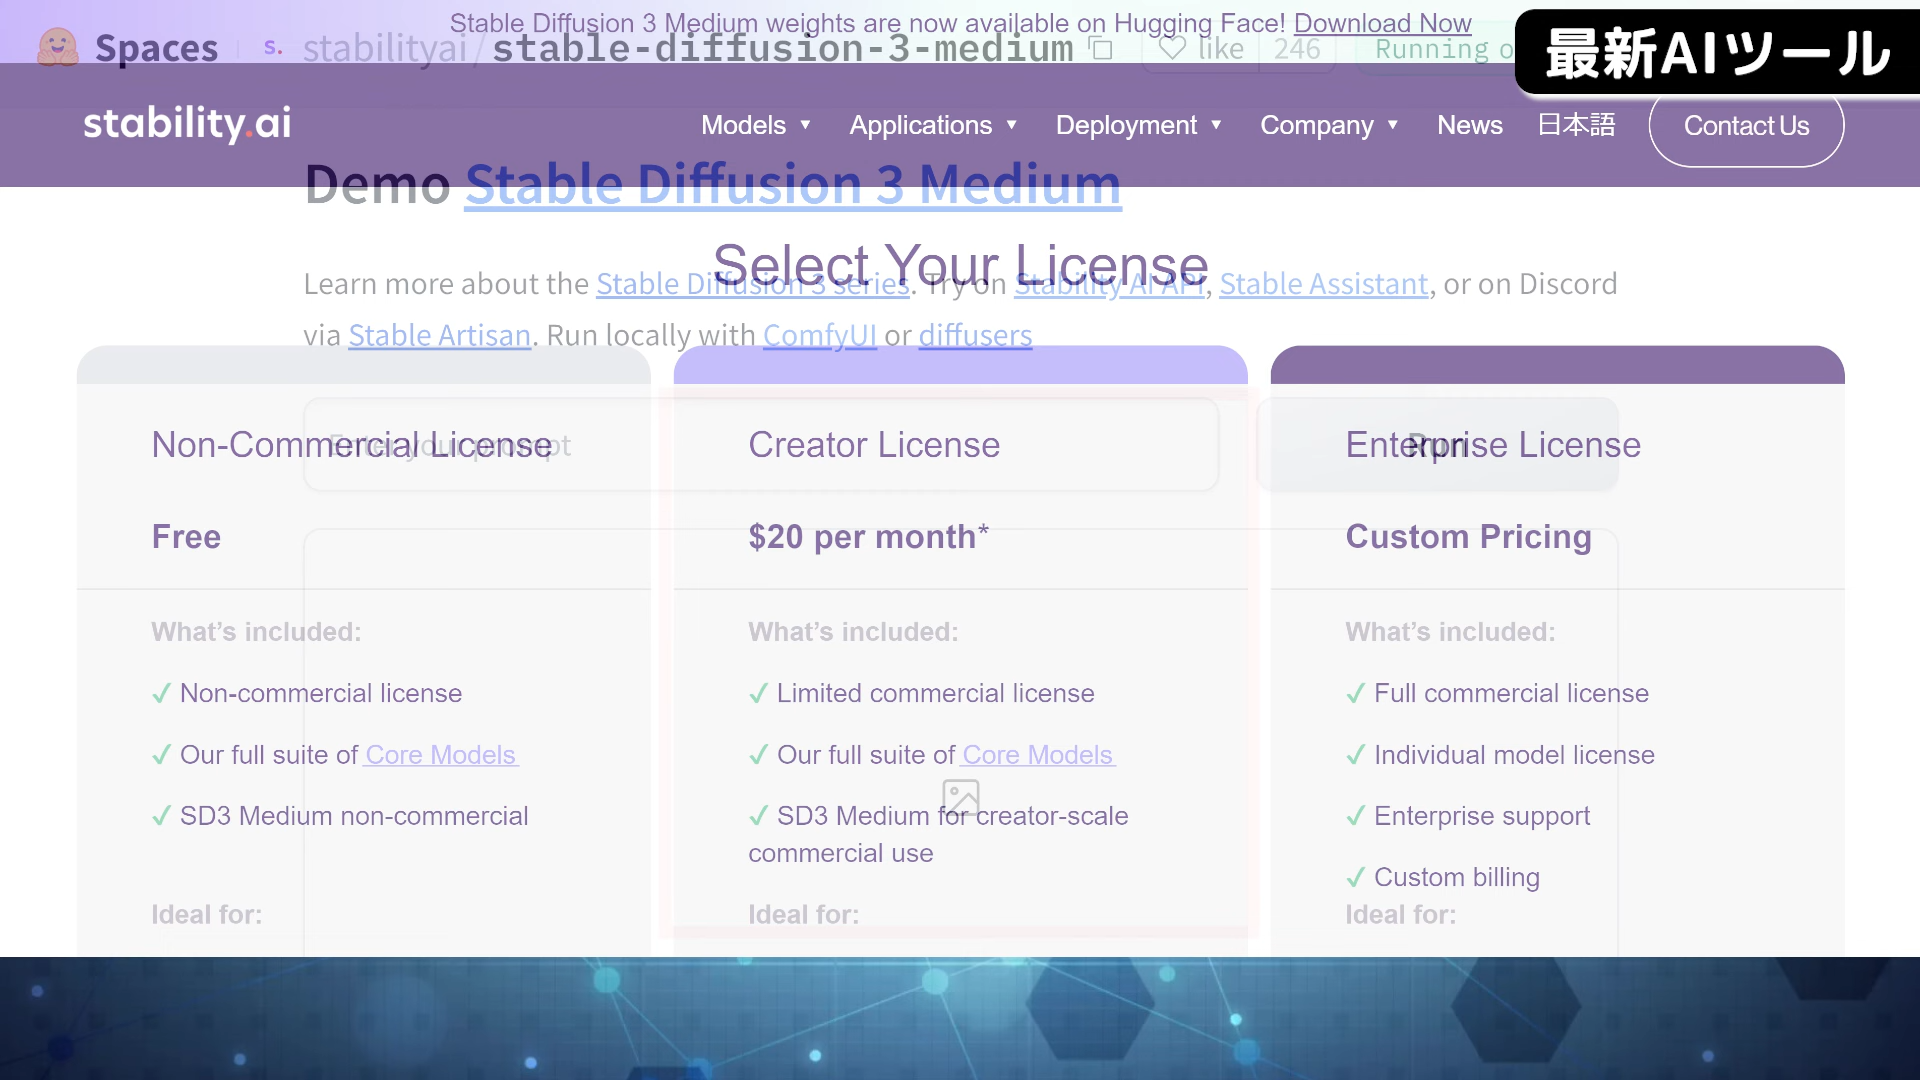 Stable Diffusion 3 Medium weights are now available on Hugging Face! Download Now
Spaces s. stabilityai/stable-diffusion-3-medium like 246 Running o
最新AIツール
stability.ai Models Applications Deployment Company News 日本語 Contact Us
Demo Stable Diffusion 3 Medium
Select Your License
Learn more about the Stable Diffusion 3 series. Try on Stability AI API, Stable Assistant, or on Discord
via Stable Artisan. Run locally with ComfyUI or diffusers
Non-Commercial License
Enter your prompt
Creator License
Enterprise License
Run
Free
$20 per month*
Custom Pricing
What's included:
✓ Non-commercial license
✓ Our full suite of Core Models
✓ SD3 Medium non-commercial
Ideal for:
What's included:
✓ Limited commercial license
✓ Our full suite of Core Models
✓ SD3 Medium for creator-scale
commercial use
Ideal for:
What's included:
✓ Full commercial license
✓ Individual model license
✓ Enterprise support
✓ Custom billing
Ideal for: